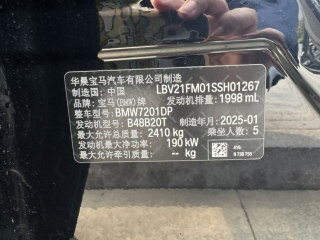 华晨宝马汽车有限公司制造
制造国: 中国 LBV21FM01SSH01267
品牌: 宝马(BMW)牌 发动机排量: 1998 mL
整车型号: BMW7201DP
发动机型号: B48B20T 制造年月: 2025-01
最大允许总质量: 2410 kg 乘坐人数: 5
发动机最大净功率: 190 kW
最大允许牵引质量: -- kg